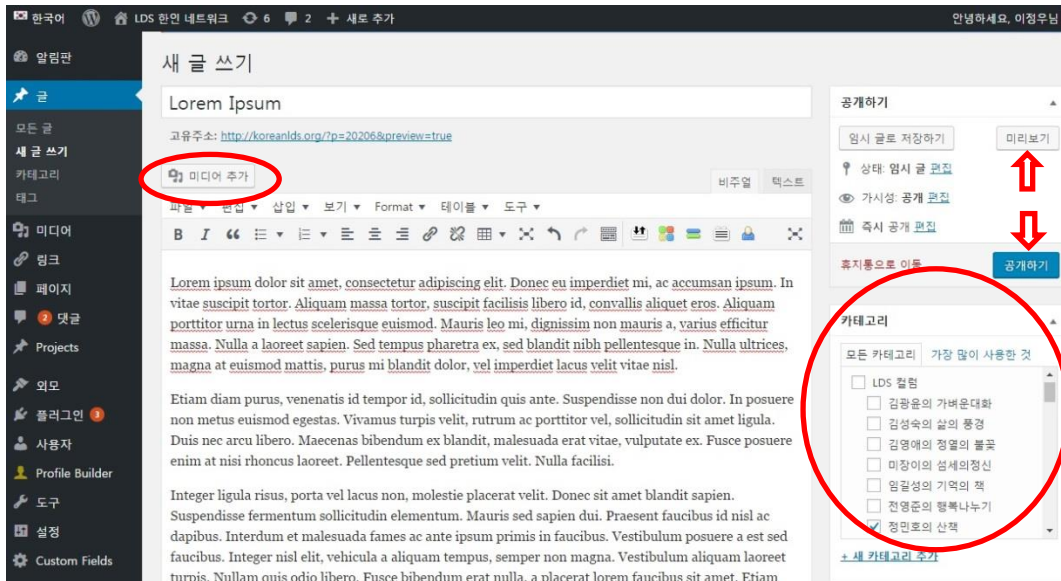 한국어 LDS 한인 네트워크 6 2 + 새로 추가 안녕하세요, 이정우님
알림판
글
모든 글
새 글 쓰기
카테고리
태그
미디어
링크
페이지
2 댓글
Projects
외모
플러그인 3
사용자
Profile Builder
도구
설정
Custom Fields
새 글 쓰기
Lorem Ipsum
고유주소: http://koreanlds.org/?p=20206&preview=true
미디어 추가
비주얼 텍스트
파일 편집 삽입 보기 Format 테이블 도구
Lorem ipsum dolor sit amet, consectetur adipiscing elit. Donec eu imperdiet mi, ac accumsan ipsum. In
vitae suscipit tortor. Aliquam massa tortor, suscipit facilisis libero id, convallis aliquet eros. Aliquam
porttitor urna in lectus scelerisque euismod. Mauris leo mi, dignissim non mauris a, varius efficitur
massa. Nulla a laoreet sapien. Sed tempus pharetra ex, sed blandit nibh pellentesque in. Nulla ultrices,
magna at euismod mattis, purus mi blandit dolor, vel imperdiet lacus velit vitae nisl.
Etiam diam purus, venenatis id tempor id, sollicitudin quis ante. Suspendisse non dui dolor. In posuere
non metus euismod egestas. Vivamus turpis velit, rutrum ac porttitor vel, sollicitudin sit amet ligula.
Duis nec arcu libero. Maecenas bibendum ex blandit, malesuada erat vitae, vulputate ex. Fusce posuere
enim at nisi rhoncus laoreet. Pellentesque sed pretium velit. Nulla facilisi.
Integer ligula risus, porta vel lacus non, molestie placerat velit. Donec sit amet blandit sapien.
Suspendisse fermentum sollicitudin elementum. Mauris sed sapien dui. Praesent faucibus id nisl ac
dapibus. Interdum et malesuada fames ac ante ipsum primis in faucibus. Vestibulum posuere a est sed
faucibus. Integer nisl elit, vehicula a aliquam tempus, semper non magna. Vestibulum aliquam laoreet
turpis. Nullam quis odio libero. Fusce bibendum erat nulla, a placerat lorem faucibus sit amet. Etiam
공개하기
임시 글로 저장하기 미리보기
상태: 임시 글 편집
가시성: 공개 편집
즉시 공개 편집
휴지통으로 이동 공개하기
카테고리
모든 카테고리 가장 많이 사용한 것
LDS 컬럼
김광윤의 가벼운대화
김성숙의 삶의 풍경
김영애의 정열의 불꽃
미장이의 섬세의정신
임길성의 기억의 책
전영준의 행복나누기
정민호의 산책
+ 새 카테고리 추가